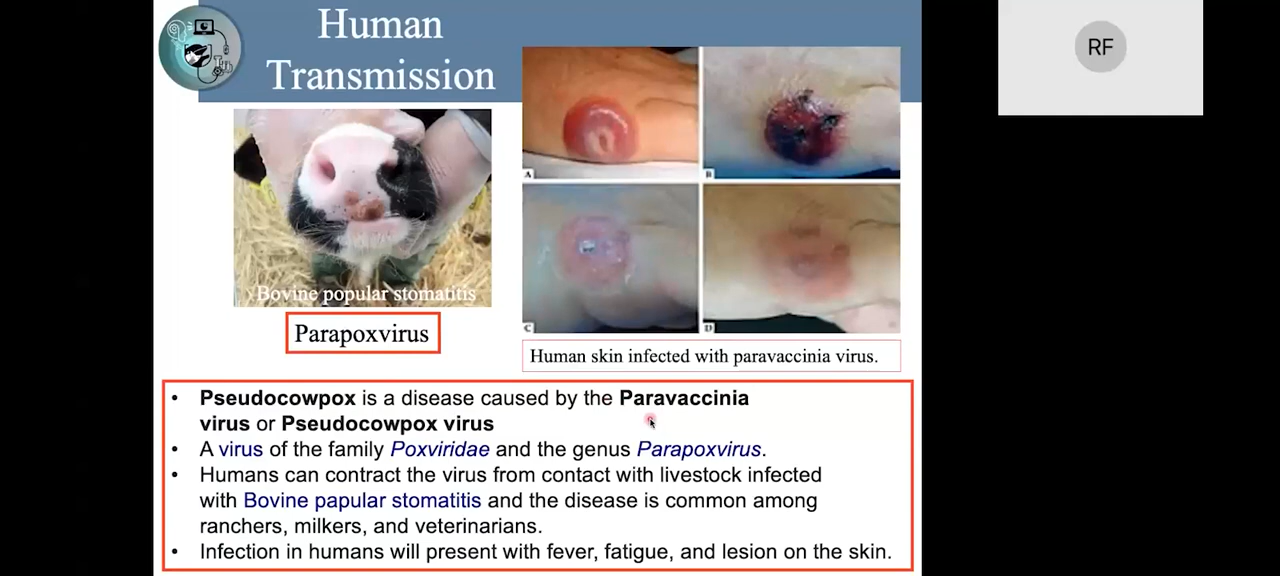 Human
Transmission
RF
Bovine popular stomatitis
Parapoxvirus
A
B
C
D
Human skin infected with paravaccinia virus.
• Pseudocowpox is a disease caused by the Paravaccinia
virus or Pseudocowpox virus
• A virus of the family Poxviridae and the genus Parapoxvirus.
• Humans can contract the virus from contact with livestock infected
with Bovine papular stomatitis and the disease is common among
ranchers, milkers, and veterinarians.
• Infection in humans will present with fever, fatigue, and lesion on the skin.